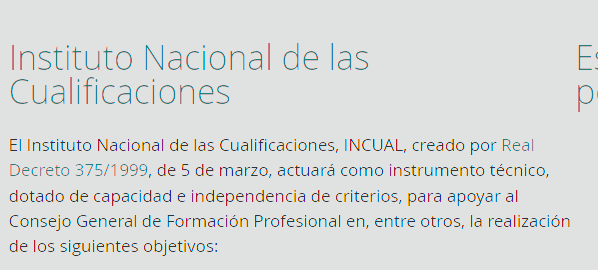 Instituto Nacional de las
Cualificaciones
El Instituto Nacional de las Cualificaciones, INCUAL, creado por Real
Decreto 375/1999, de 5 de marzo, actuará como instrumento técnico,
dotado de capacidad e independencia de criterios, para apoyar al
Consejo General de Formación Profesional en, entre otros, la realización
de los siguientes objetivos: